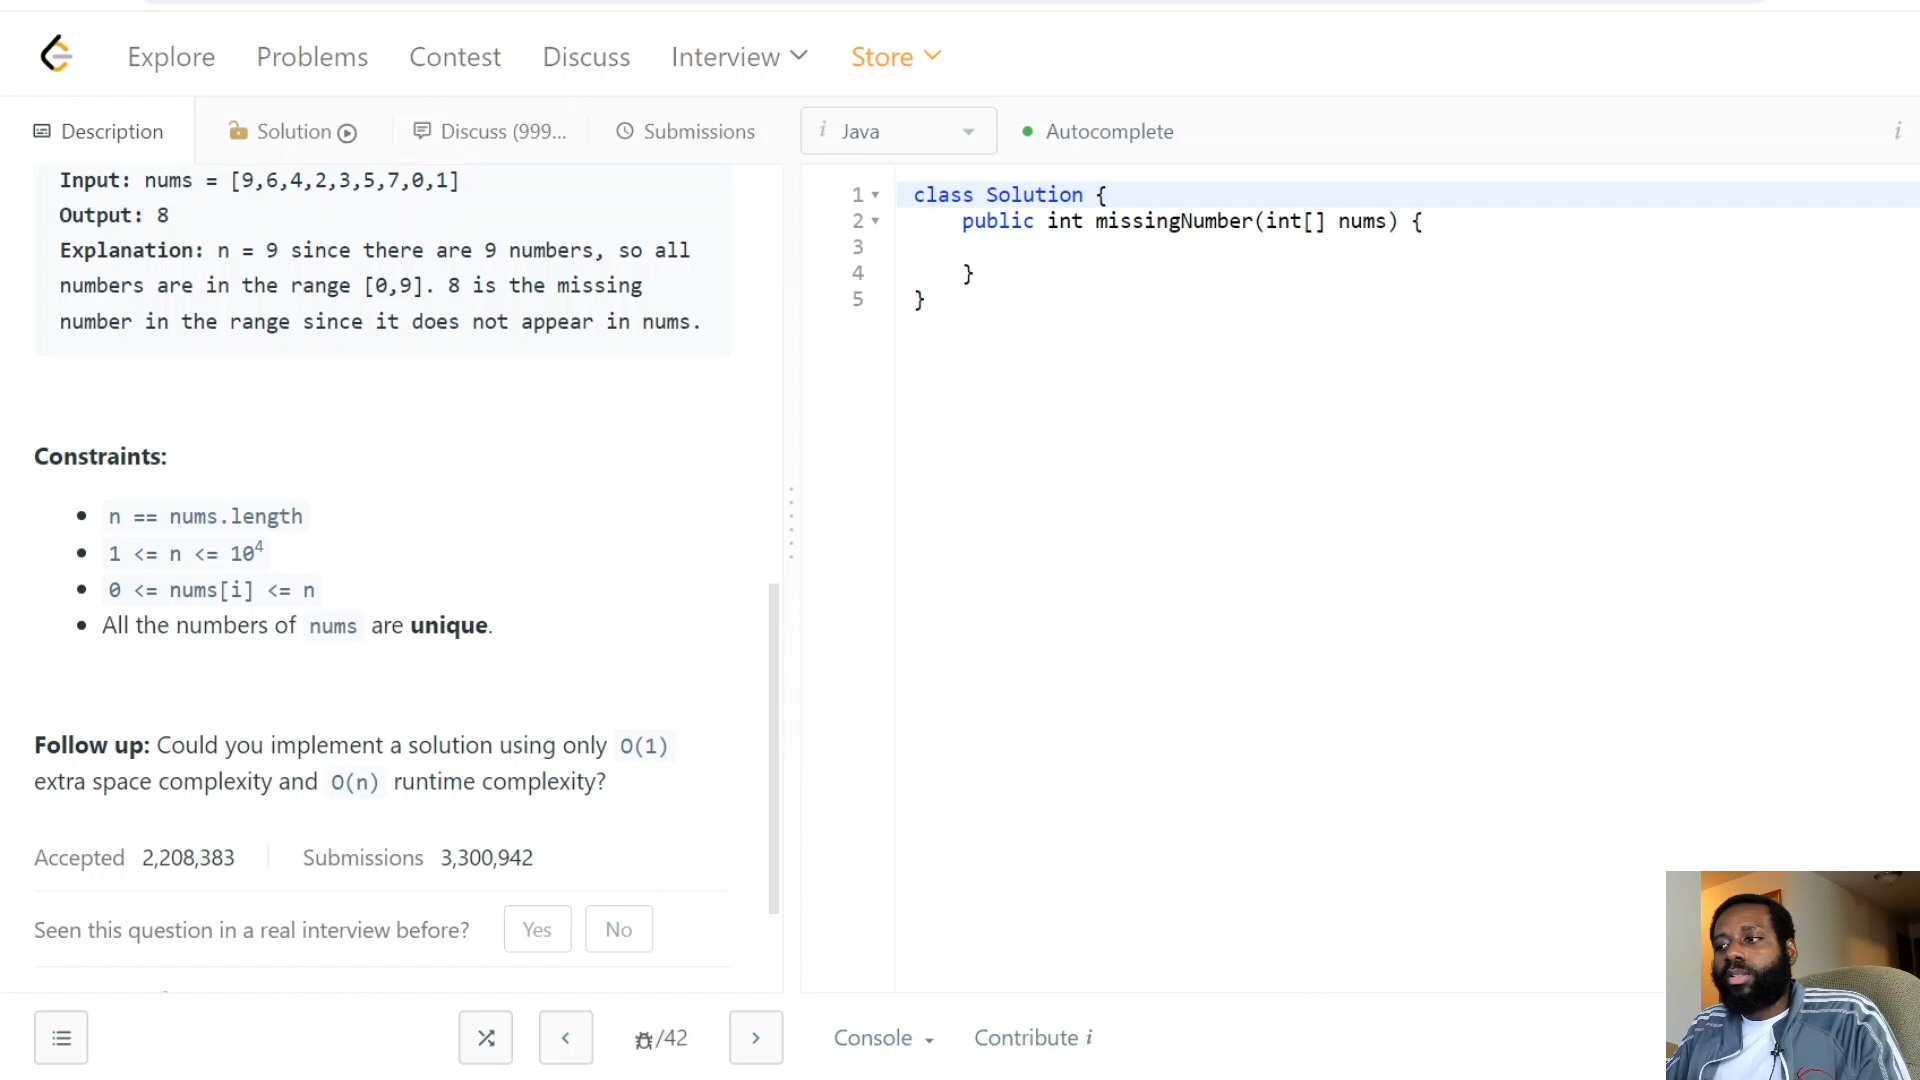 Explore Problems Contest Discuss Interview Store
Description Solution Discuss (999... Submissions
i Java Autocomplete i
Input: nums = [9,6,4,2,3,5,7,0,1]
Output: 8
Explanation: n = 9 since there are 9 numbers, so all
numbers are in the range [0,9]. 8 is the missing
number in the range since it does not appear in nums.
Constraints:
n == nums.length
1 <= n <= 10⁴
0 <= nums[i] <= n
All the numbers of nums are unique.
Follow up: Could you implement a solution using only O(1)
extra space complexity and O(n) runtime complexity?
Accepted 2,208,383 Submissions 3,300,942
Seen this question in a real interview before? Yes No
1 class Solution {
2 public int missingNumber(int[] nums) {
3
4 }
5 }
/42
Console Contribute i